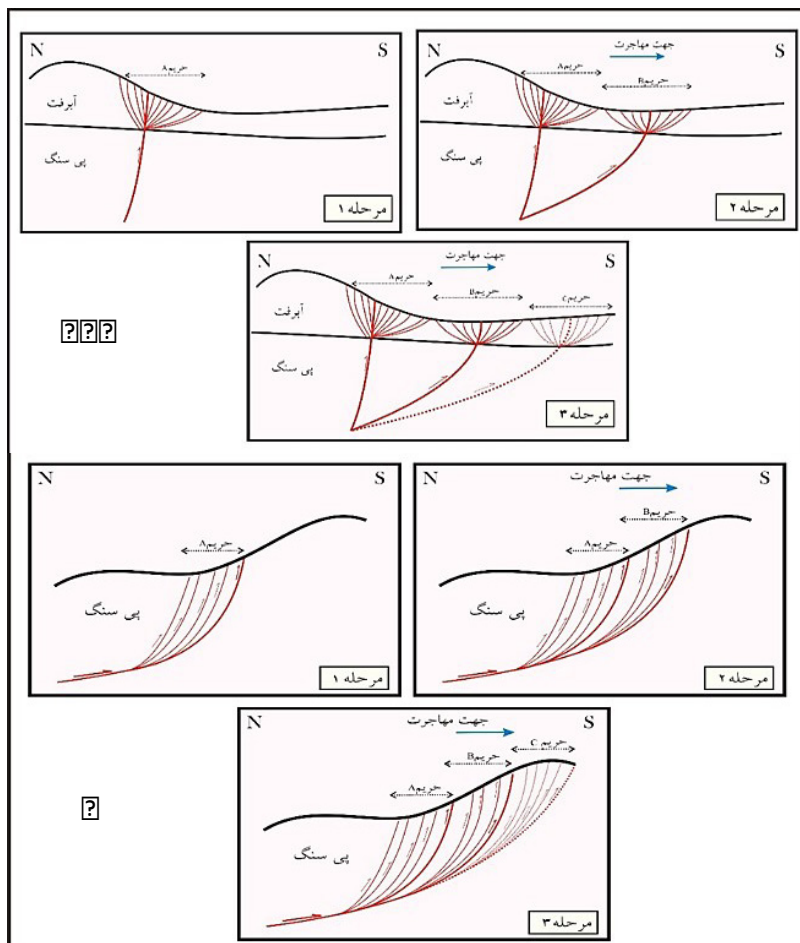 N S
حریم A
آبرفت
پی سنگ
مرحله ۱
جهت مهاجرت
N S
حریم A
حریم B
آبرفت
پی سنگ
مرحله ۲
جهت مهاجرت
N S
حریم A
حریم B
حریم C
آبرفت
پی سنگ
مرحله ۳
N S
حریم A
پی سنگ
مرحله ۱
جهت مهاجرت
N S
حریم B
حریم A
پی سنگ
مرحله ۲
جهت مهاجرت
N S
حریم C
حریم B
حریم A
پی سنگ
مرحله ۳